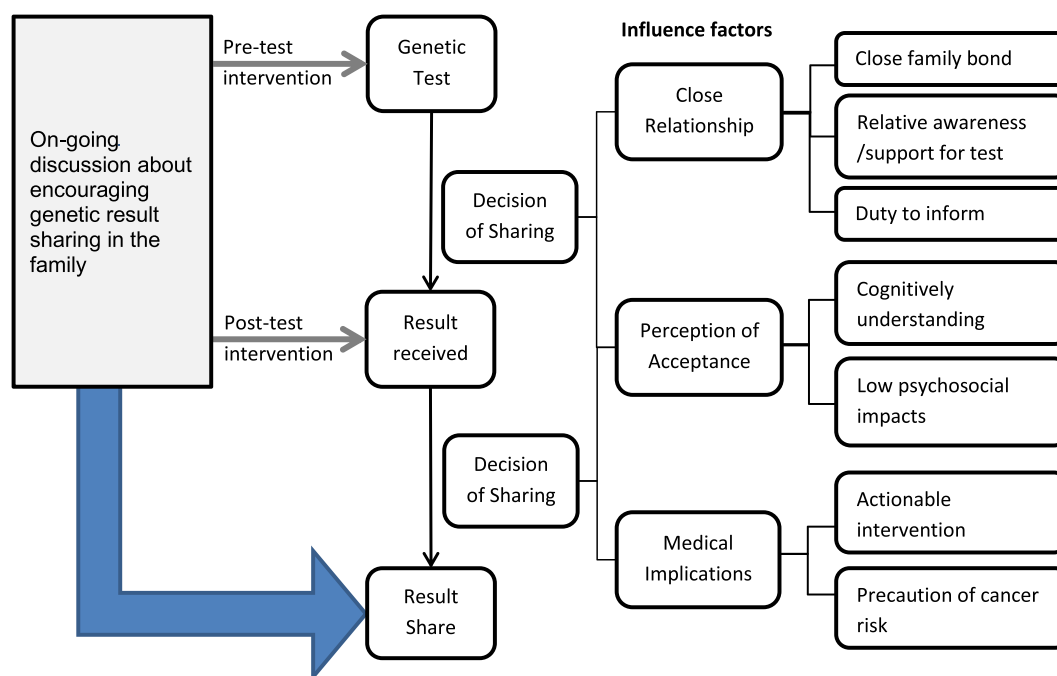 On-going
discussion about
encouraging
genetic result
sharing in the
family
Pre-test
intervention
Post-test
intervention
Genetic
Test
Result
received
Result
Share
Decision
of Sharing
Decision
of Sharing
Influence factors
Close
Relationship
Close family bond
Relative awareness
/support for test
Duty to inform
Perception of
Acceptance
Cognitively
understanding
Low psychosocial
impacts
Medical
Implications
Actionable
intervention
Precaution of cancer
risk